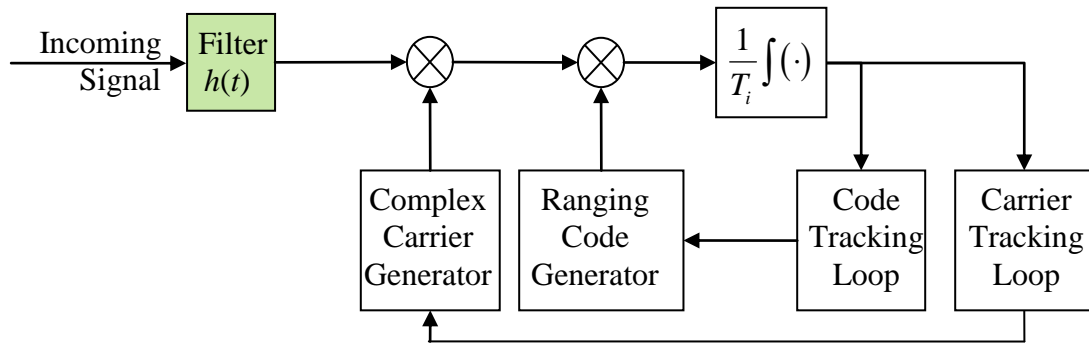 Incoming
Signal
Filter
h(t)
1
T_i
∫(·)
Complex
Carrier
Generator
Ranging
Code
Generator
Code
Tracking
Loop
Carrier
Tracking
Loop